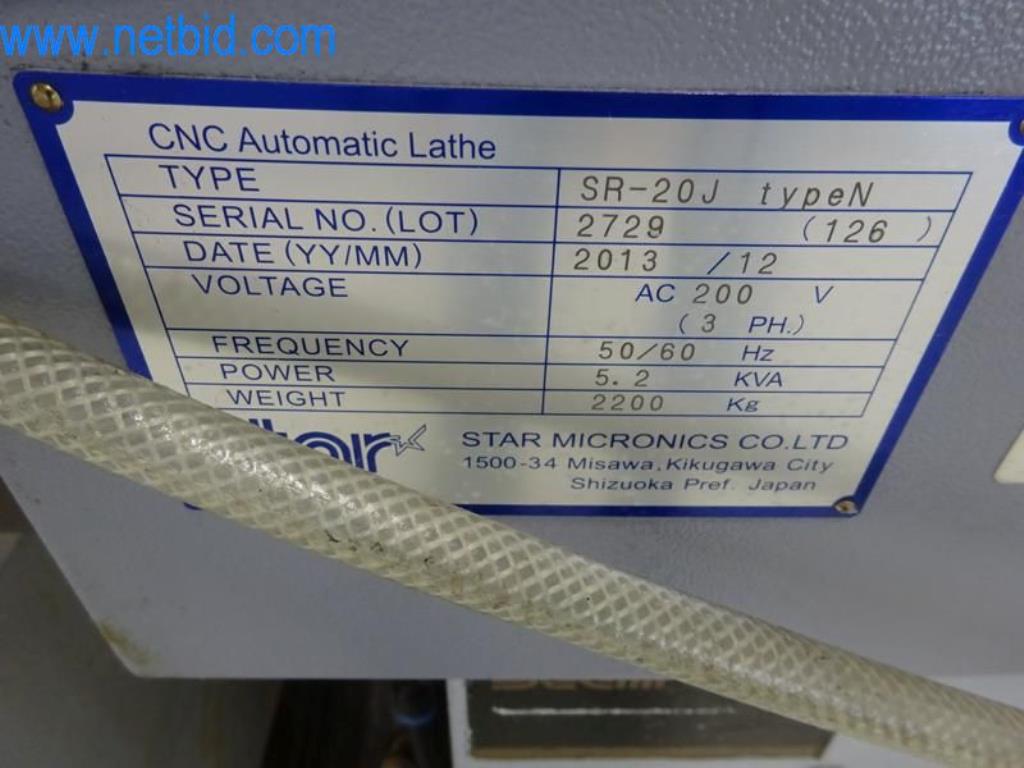 www.netbid.com
CNC Automatic Lathe
TYPE SR-20J typeN
SERIAL NO.(LOT) 2729 (126 )
DATE (YY/MM) 2013 /12
VOLTAGE AC 200 V
(3 PH.)
FREQUENCY 50/60 Hz
POWER 5.2 KVA
WEIGHT 2200 Kg
STAR MICRONICS CO.LTD
1500-34 Misawa, Kikugawa City
Shizuoka Pref. Japan